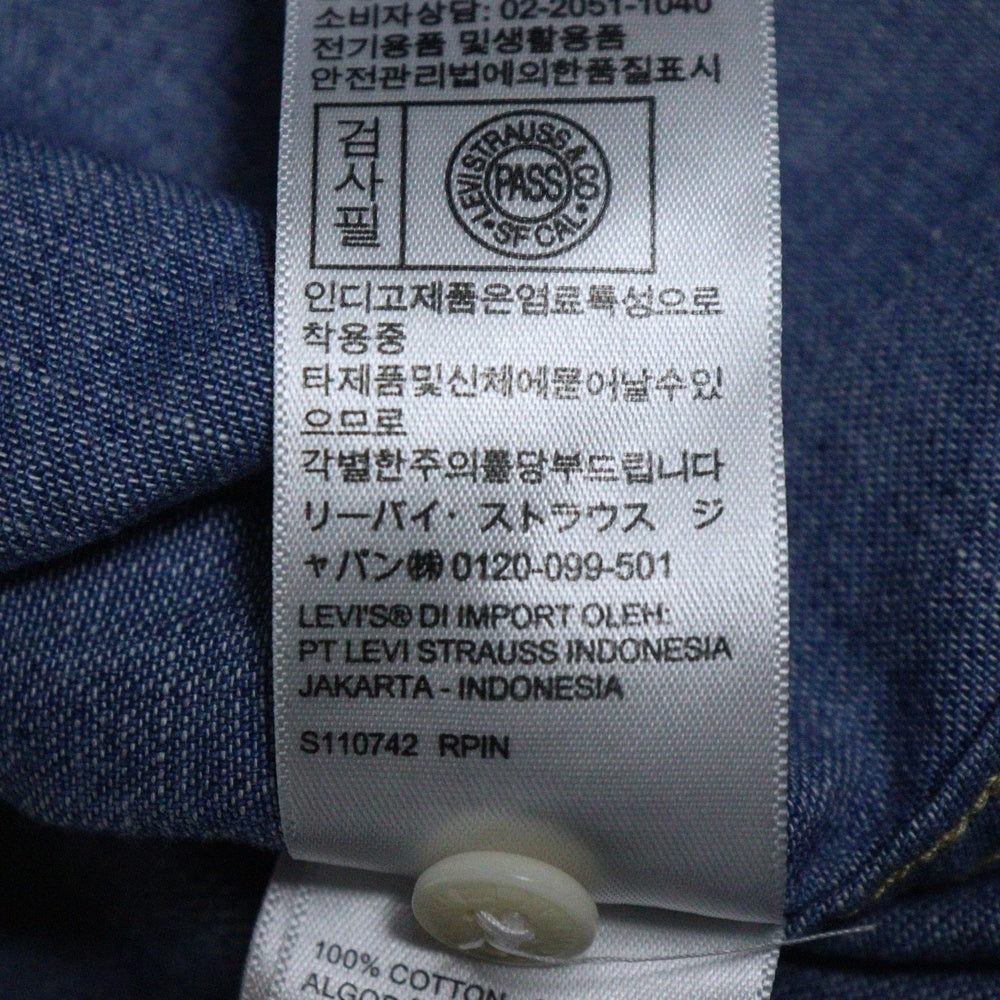 소비자상담: 02-2051-1040
전기용품 및생활용품
안전관리법에의한품질표시
검
사
필
LEVI STRAUSS & CO
PASS
SF CAL
인디고제품은염료특성으로
착용중
타제품및신체에묻어날수있
으므로
각별한주의를당부드립니다
リーバイ・ ストラウス ジ
ャパン㈱ 0120-099-501
LEVI'S® DI IMPORT OLEH:
PT LEVI STRAUSS INDONESIA
JAKARTA - INDONESIA
S110742 RPIN
100% COTTON